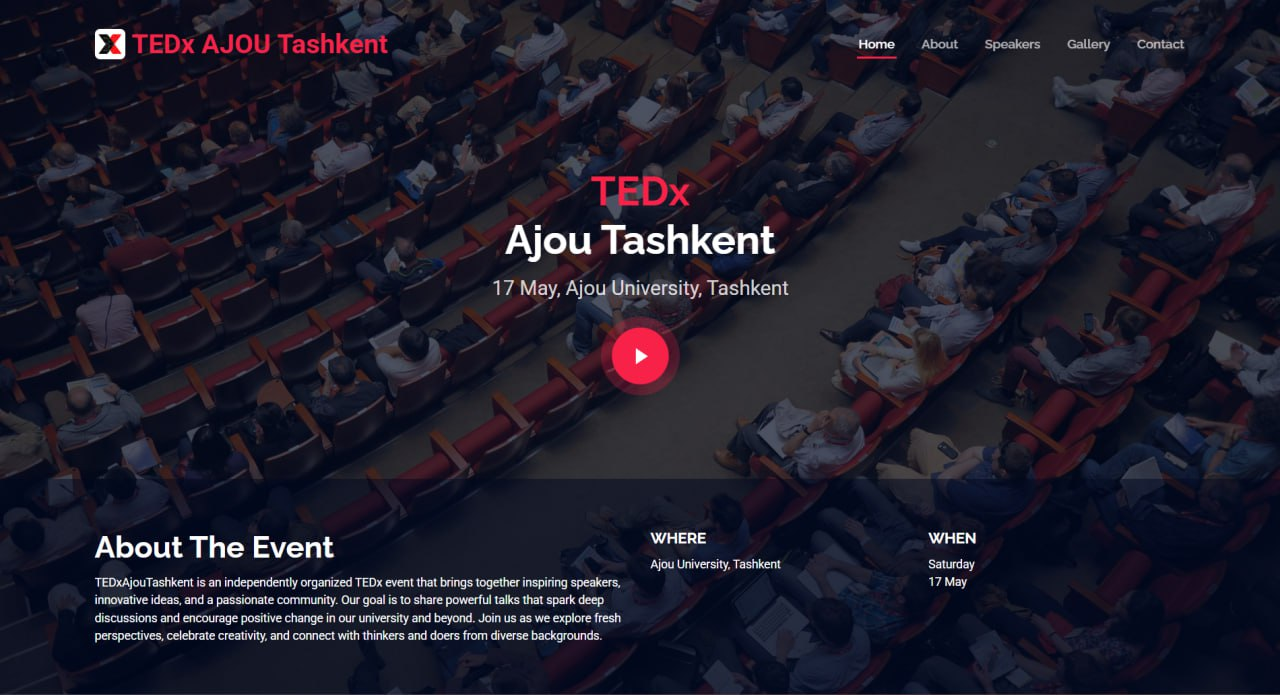 TEDx AJOU Tashkent
Home About Speakers Gallery Contact
TEDx
Ajou Tashkent
17 May, Ajou University, Tashkent
About The Event
TEDxAjouTashkent is an independently organized TEDx event that brings together inspiring speakers,
innovative ideas, and a passionate community. Our goal is to share powerful talks that spark deep
discussions and encourage positive change in our university and beyond. Join us as we explore fresh
perspectives, celebrate creativity, and connect with thinkers and doers from diverse backgrounds.
WHERE
Ajou University, Tashkent
WHEN
Saturday
17 May